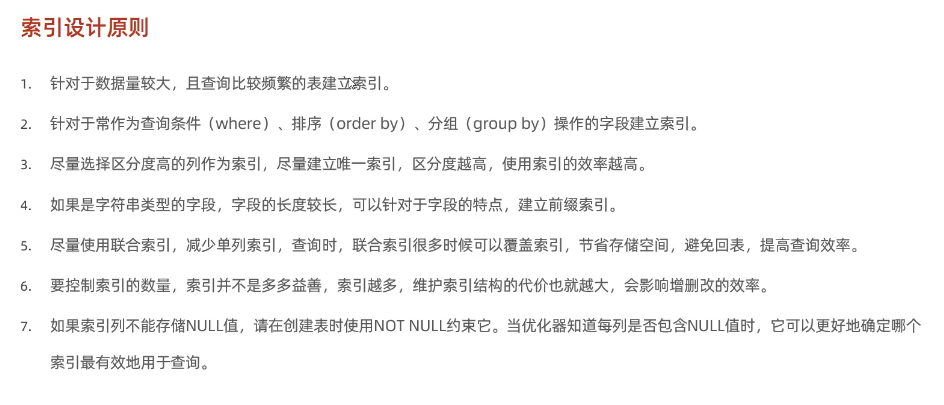 索引设计原则
1. 针对于数据量较大，且查询比较频繁的表建立索引。
2. 针对于常作为查询条件（where）、排序（order by）、分组（group by）操作的字段建立索引。
3. 尽量选择区分度高的列作为索引，尽量建立唯一索引，区分度越高，使用索引的效率越高。
4. 如果是字符串类型的字段，字段的长度较长，可以针对于字段的特点，建立前缀索引。
5. 尽量使用联合索引，减少单列索引，查询时，联合索引很多时候可以覆盖索引，节省存储空间，避免回表，提高查询效率。
6. 要控制索引的数量，索引并不是多多益善，索引越多，维护索引结构的代价也就越大，会影响增删改的效率。
7. 如果索引列不能存储NULL值，请在创建表时使用NOT NULL约束它。当优化器知道每列是否包含NULL值时，它可以更好地确定哪个
索引最有效地用于查询。